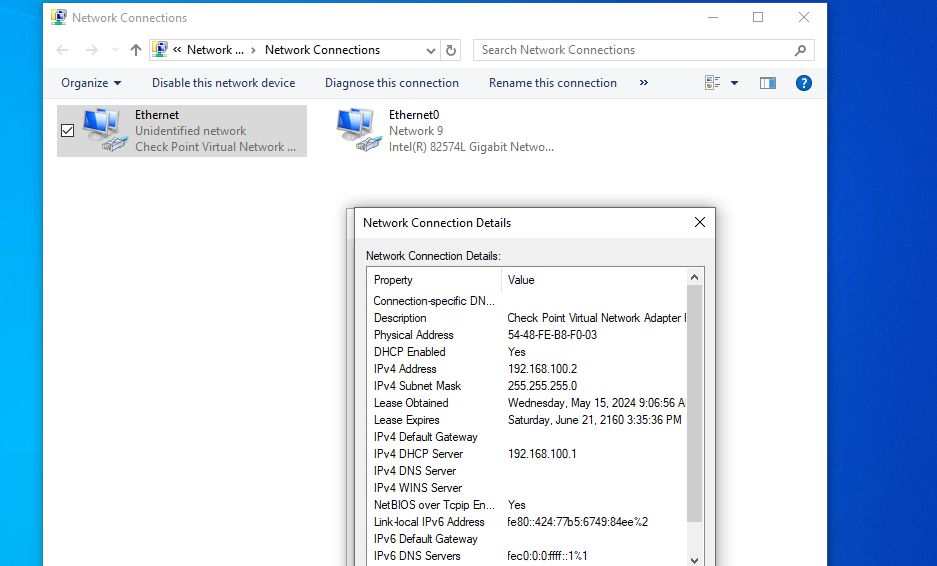 Network Connections
« Network ... > Network Connections
Search Network Connections
Organize
Disable this network device
Diagnose this connection
Rename this connection
»
Ethernet
Unidentified network
Check Point Virtual Network ...
Ethernet0
Network 9
Intel(R) 82574L Gigabit Netwo...
Network Connection Details
Network Connection Details:
Property Value
Connection-specific DN...
Description Check Point Virtual Network Adapter
Physical Address 54-48-FE-B8-F0-03
DHCP Enabled Yes
IPv4 Address 192.168.100.2
IPv4 Subnet Mask 255.255.255.0
Lease Obtained Wednesday, May 15, 2024 9:06:56 A
Lease Expires Saturday, June 21, 2160 3:35:36 PM
IPv4 Default Gateway
IPv4 DHCP Server 192.168.100.1
IPv4 DNS Server
IPv4 WINS Server
NetBIOS over Tcpip En... Yes
Link-local IPv6 Address fe80::424:77b5:6749:84ee%2
IPv6 Default Gateway
IPv6 DNS Servers fec0:0:0:ffff::1%1